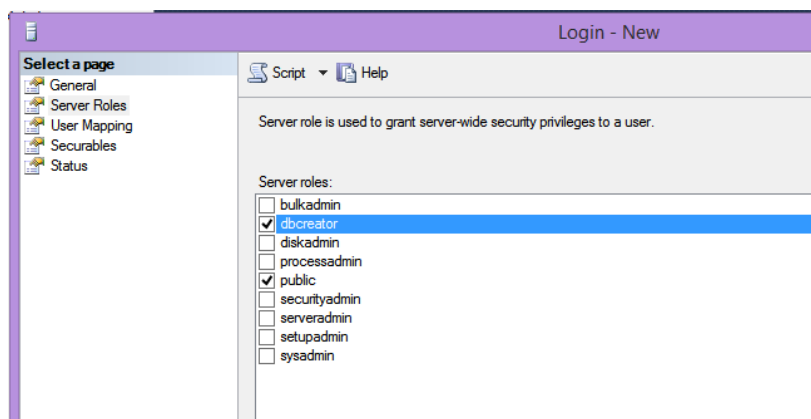 Login - New
Select a page
General
Server Roles
User Mapping
Securables
Status
Script Help
Server role is used to grant server-wide security privileges to a user.
Server roles:
bulkadmin
dbcreator
diskadmin
processadmin
public
securityadmin
serveradmin
setupadmin
sysadmin